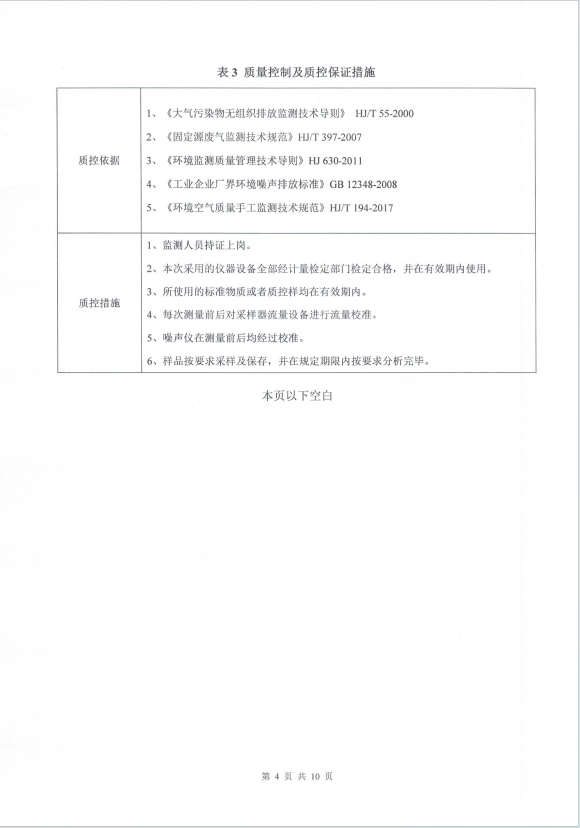 表 3 质量控制及质控保证措施
质控依据
1、《大气污染物无组织排放监测技术导则》 HJ/T 55-2000
2、《固定源废气监测技术规范》HJ/T 397-2007
3、《环境监测质量管理技术导则》HJ 630-2011
4、《工业企业厂界环境噪声排放标准》GB 12348-2008
5、《环境空气质量手工监测技术规范》HJ/T 194-2017
质控措施
1、监测人员持证上岗。
2、本次采用的仪器设备全部经计量检定部门检定合格，并在有效期内使用。
3、所使用的标准物质或者质控样均在有效期内。
4、每次测量前后对采样器流量设备进行流量校准。
5、噪声仪在测量前后均经过校准。
6、样品按要求采样及保存，并在规定期限内按要求分析完毕。
本页以下空白
第 4 页 共 10 页